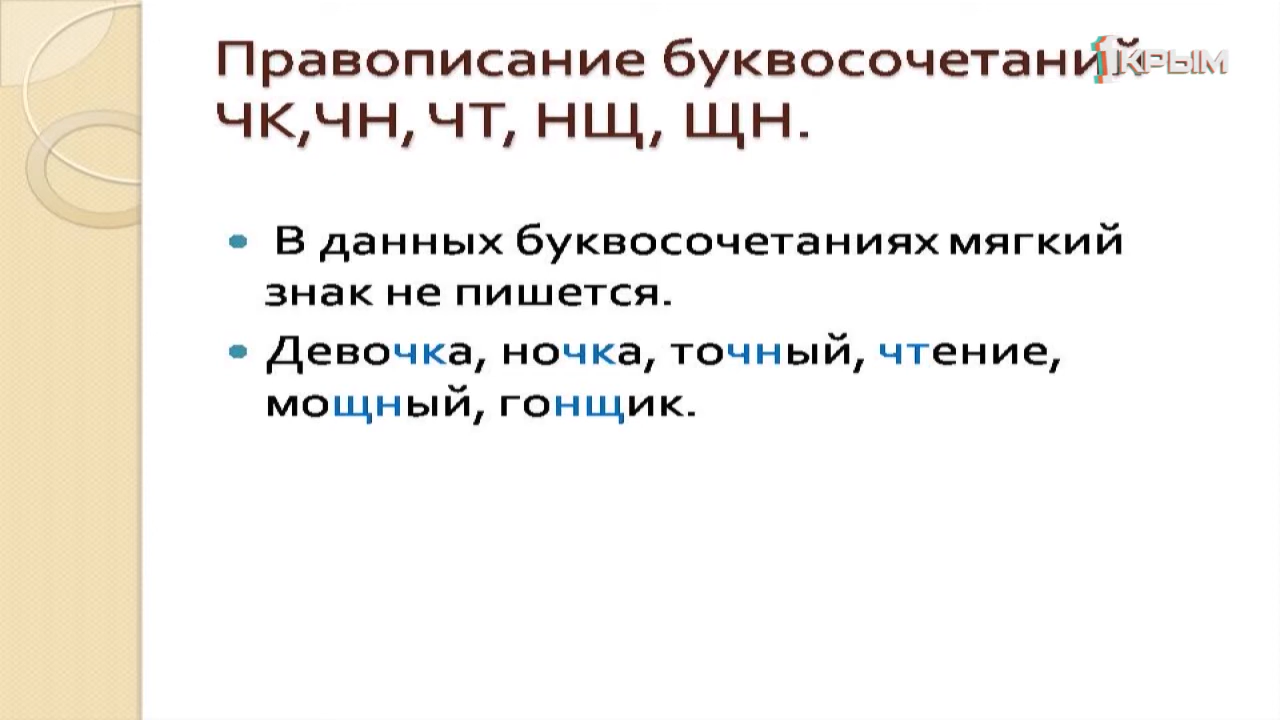 Правописание буквосочетаний
ЧК,ЧН, ЧТ, НЩ, ЩН.
1КРЫМ
• В данных буквосочетаниях мягкий
знак не пишется.
• Девочка, ночка, точный, чтение,
мощный, гонщик.